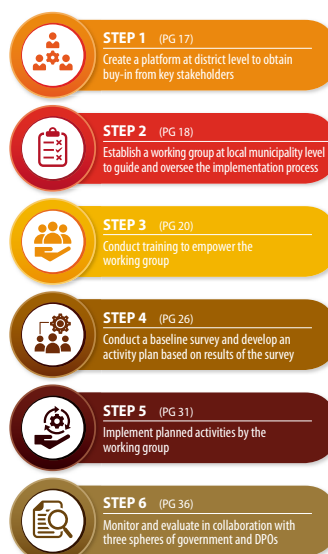 STEP 1 (PG 17)
Create a platform at district level to obtain
buy-in from key stakeholders
STEP 2 (PG 18)
Establish a working group at local municipality level
to guide and oversee the implementation process
STEP 3 (PG 20)
Conduct training to empower the
working group
STEP 4 (PG 26)
Conduct a baseline survey and develop an
activity plan based on results of the survey
STEP 5 (PG 31)
Implement planned activities by the
working group
STEP 6 (PG 36)
Monitor and evaluate in collaboration with
three spheres of government and DPOs